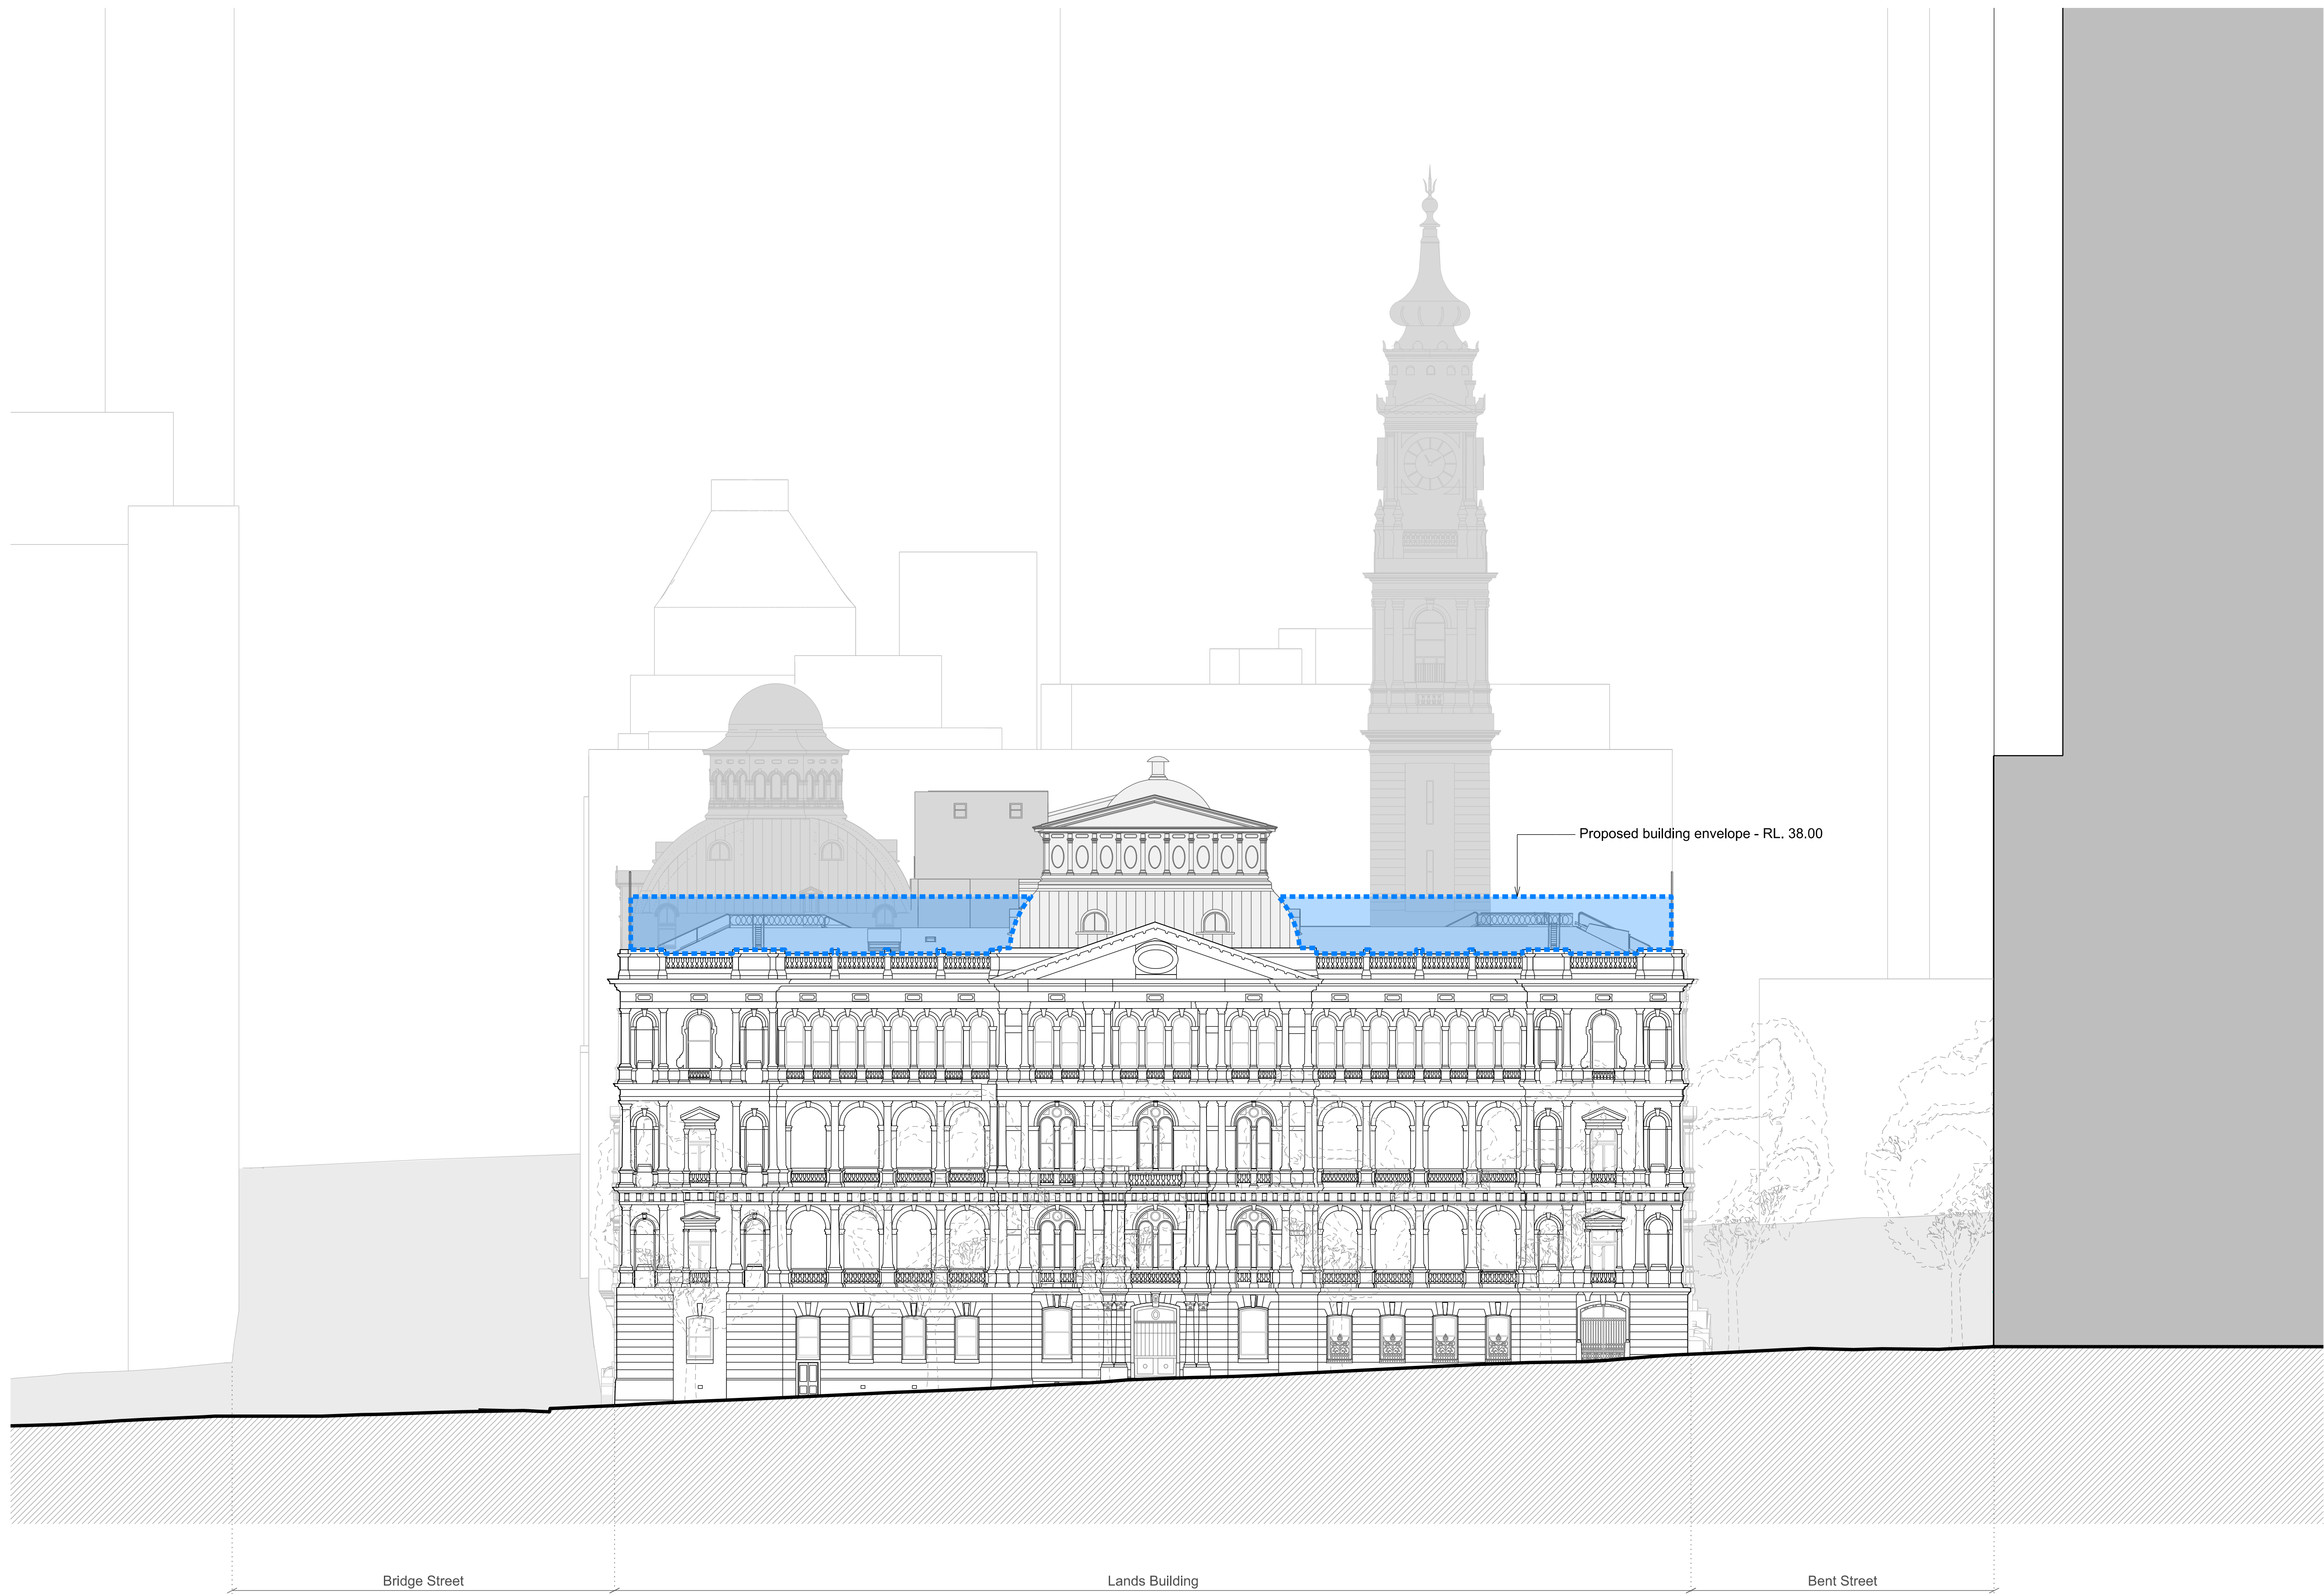 Proposed building envelope - RL. 38.00
Bridge Street
Lands Building
Bent Street